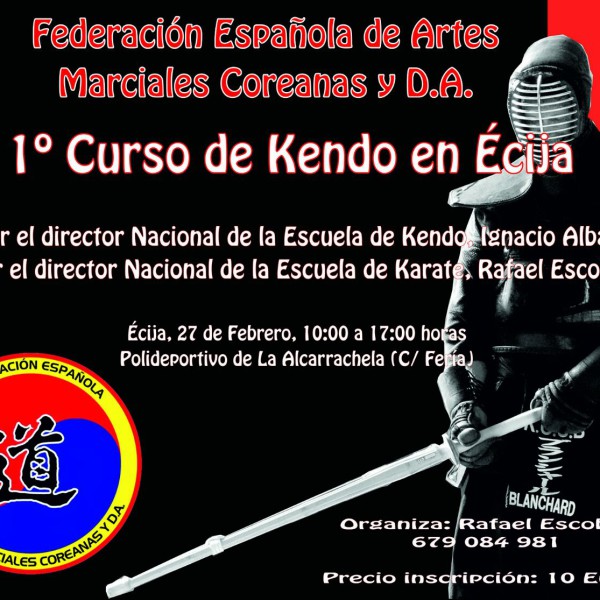 Federación Española de Artes
Marciales Coreanas y D.A.
1º Curso de Kendo en Écija
r el director Nacional de la Escuela de Kendo, Ignacio Alba
r el director Nacional de la Escuela de Karate, Rafael Esco
Écija, 27 de Febrero, 10:00 a 17:00 horas
Polideportivo de La Alcarrachela (C/ Feria)
RACIÓN ESPAÑOLA
道
CIALES COREANAS Y D.A.
BLANCHARD
Organiza: Rafael Escob
679 084 981
Precio inscripción: 10 E